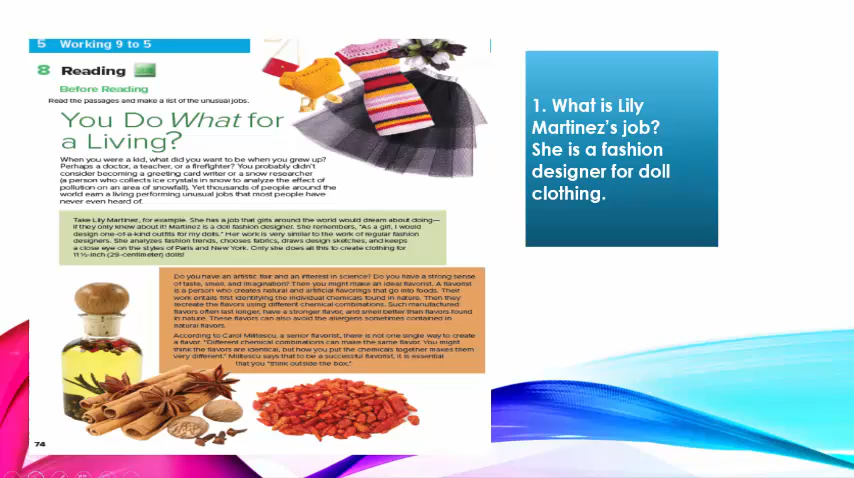 5 Working 9 to 5
8 Reading
Before Reading
Read the passages and make a list of the unusual jobs.
You Do What for
a Living?
When you were a kid, what did you want to be when you grew up?
Perhaps a doctor, a teacher, or a firefighter? You probably didn't
consider becoming a greeting card writer or a snow researcher
(a person who collects ice crystals in snow to analyze the effect of
pollution on an area of snowfall). Yet thousands of people around the
world earn a living performing unusual jobs that most people have
never even heard of.
Take Lily Martinez, for example. She has a job that girls around the world would dream about doing—
if they only knew about it! Martinez is a doll fashion designer. She remembers, "As a girl, I would
design one-of-a-kind outfits for my dolls." Her work is very similar to the work of regular fashion
designers. She analyzes fashion trends, chooses fabrics, draws design sketches, and keeps
a close eye on the styles of Paris and New York. Only she does all this to create clothing for
11½-inch (29-centimeter) dolls!
Do you have an artistic flair and an interest in science? Do you have a strong sense
of taste, smell, and imagination? Then you might make an ideal flavorist. A flavorist
is a person who creates natural and artificial flavorings that go into foods. Their
work entails first identifying the individual chemicals found in nature. Then they
recreate the flavors using different chemical combinations. Such manufactured
flavors often last longer, have a stronger flavor, and smell better than flavors found
in nature. These flavors can also avoid the allergens sometimes contained in
natural flavors.
According to Carol Militescu, a senior flavorist, there is not one single way to create
a flavor. "Different chemical combinations can make the same flavor. You might
think the flavors are identical, but how you put the chemicals together makes them
very different." Militescu says that to be a successful flavorist, it is essential
that you "think outside the box."
74
1. What is Lily
Martinez's job?
She is a fashion
designer for doll
clothing.